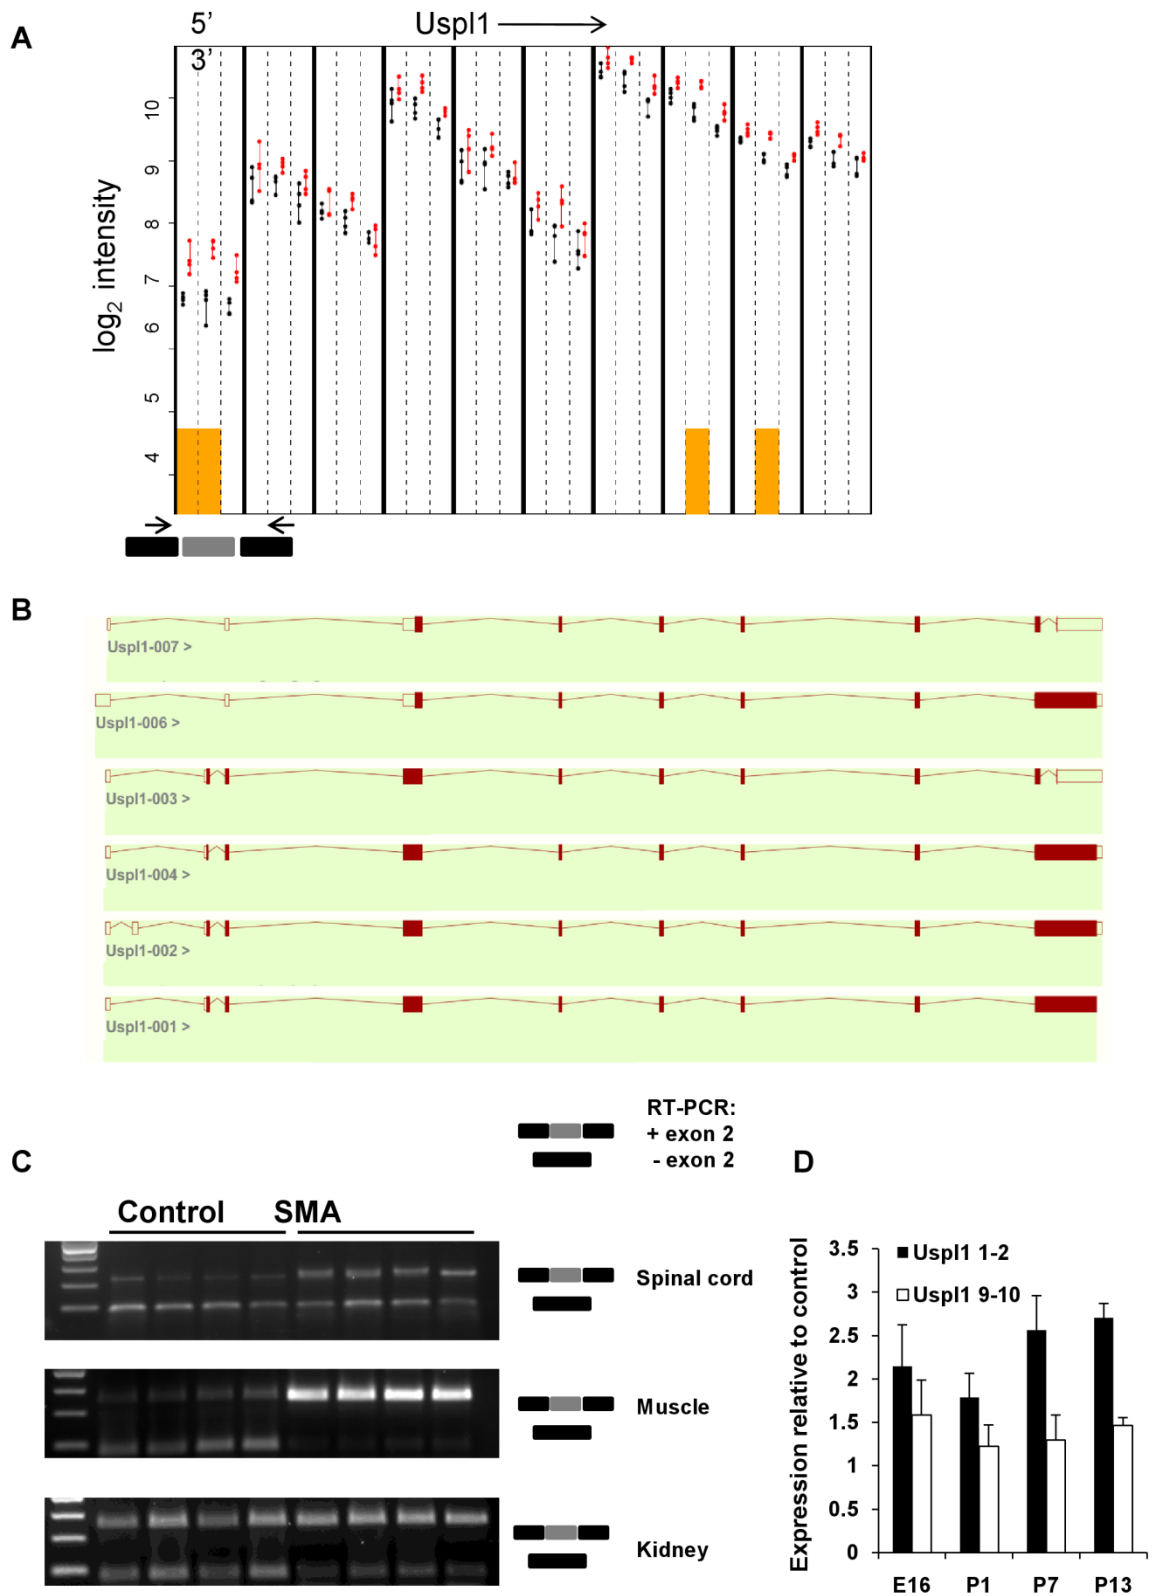 A
5’
Uspl1
3’
log2 intensity
10
9
8
7
6
5
4
B
Uspl1-007 >
Uspl1-006 >
Uspl1-003 >
Uspl1-004 >
Uspl1-002 >
Uspl1-001 >
RT-PCR:
+ exon 2
- exon 2
C
Control SMA
Spinal cord
Muscle
Kidney
D
Expression relative to control
3.5
3
2.5
2
1.5
1
0.5
0
Uspl1 1-2
Uspl1 9-10
E16 P1 P7 P13